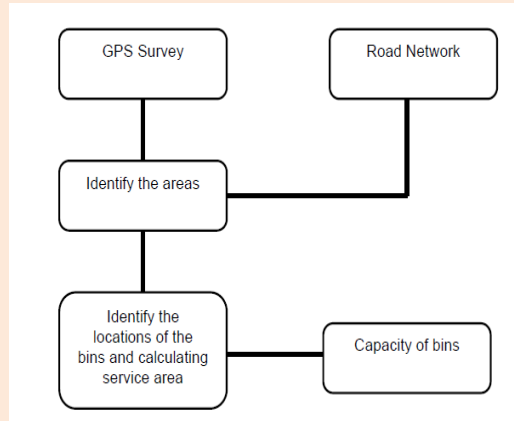 GPS Survey
Road Network
Identify the areas
Identify the
locations of the
bins and calculating
service area
Capacity of bins